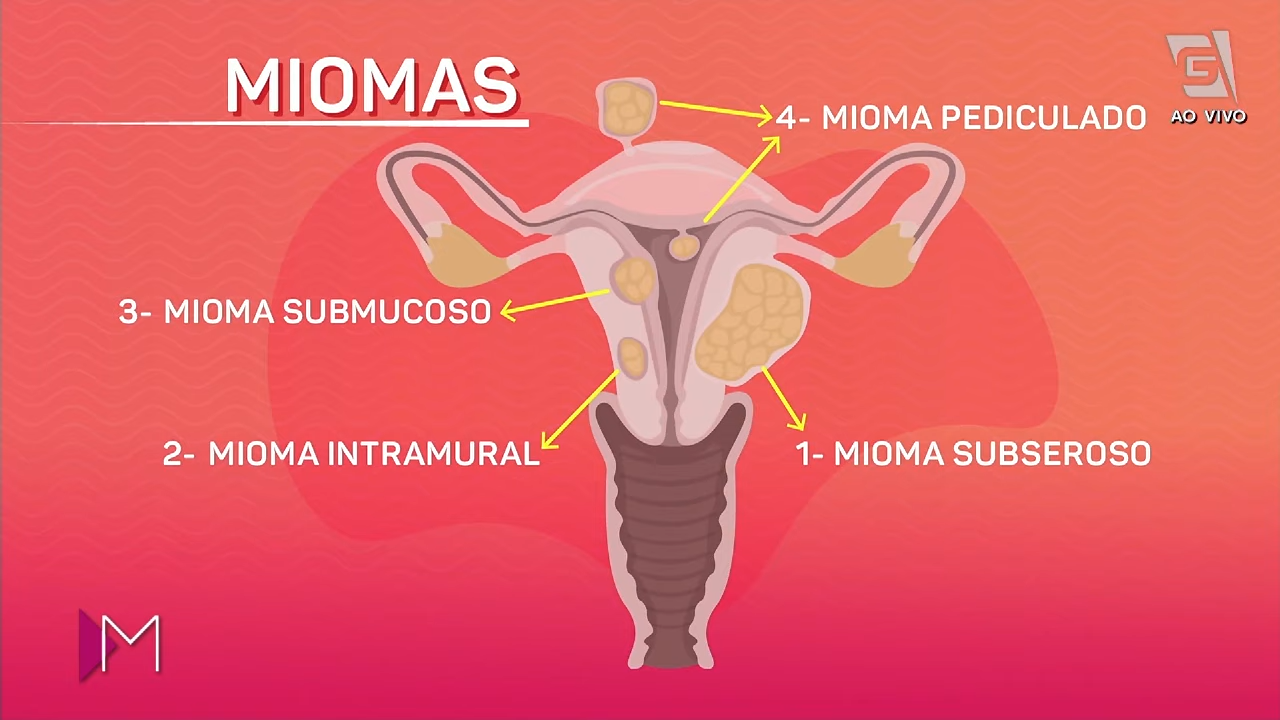 MIOMAS
4- MIOMA PEDICULADO
AO VIVO
3- MIOMA SUBMUCOSO
2- MIOMA INTRAMURAL
1- MIOMA SUBSEROSO
M